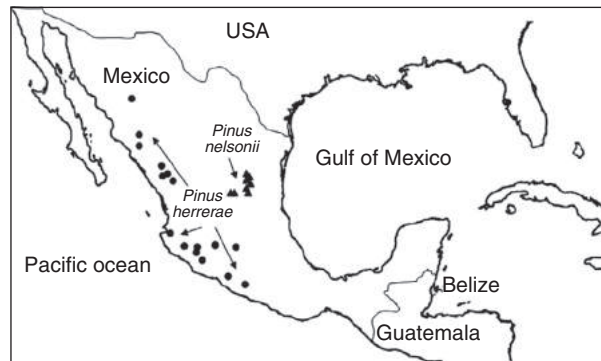 USA
Mexico
Pinus
nelsonii
Gulf of Mexico
Pinus
herrerae
Pacific ocean
Belize
Guatemala